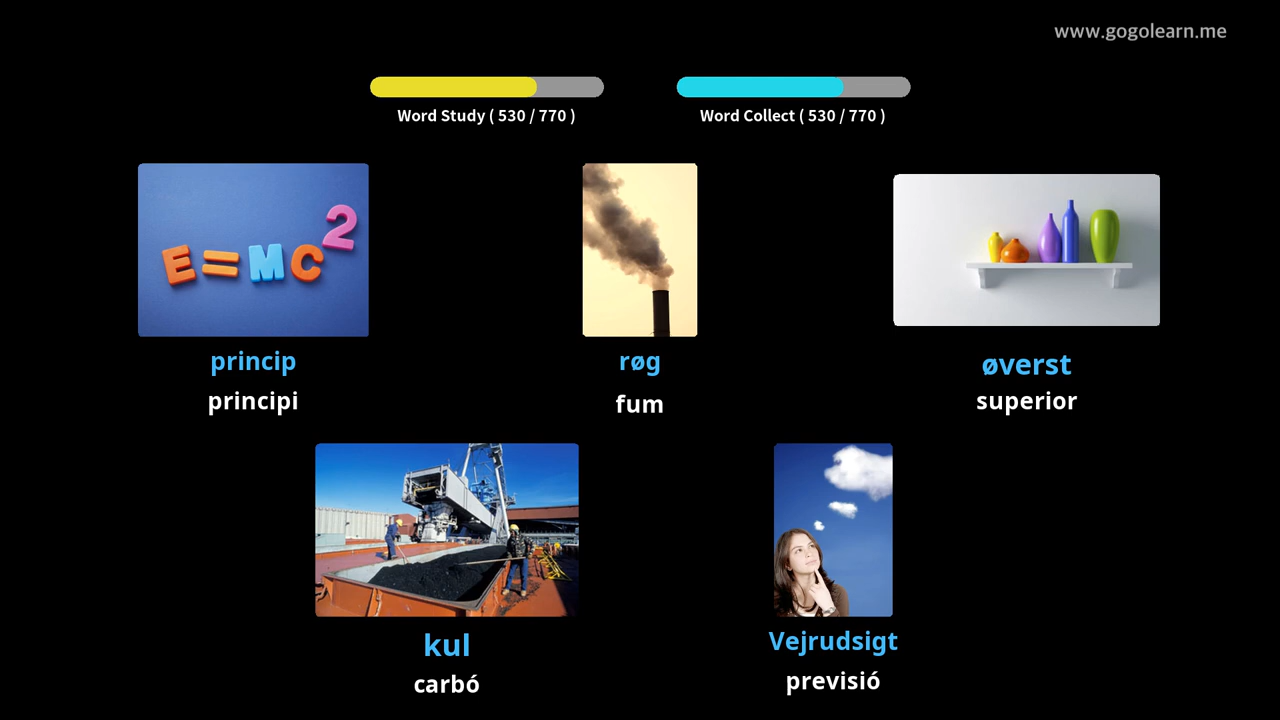 www.gogolearn.me
Word Study ( 530 / 770 )
Word Collect ( 530 / 770 )
E=MC2
princip
principi
røg
fum
øverst
superior
kul
carbó
Vejrudsigt
previsió